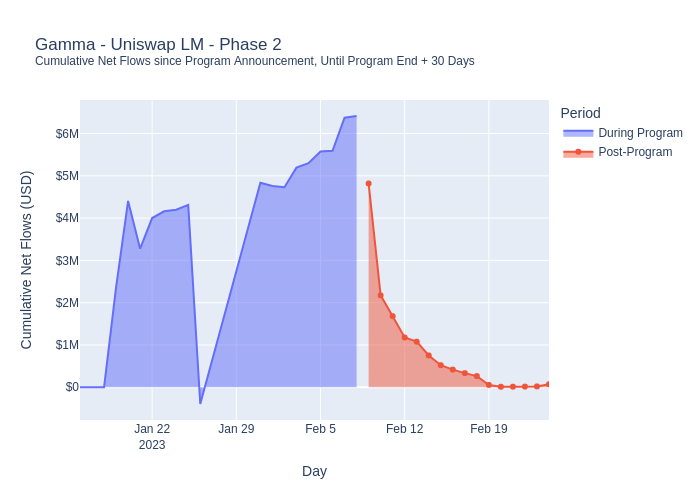 Gamma - Uniswap LM - Phase 2
Cumulative Net Flows since Program Announcement, Until Program End + 30 Days
Period
During Program
Post-Program
Cumulative Net Flows (USD)
$6M
$5M
$4M
$3M
$2M
$1M
$0
Jan 22
2023
Jan 29
Feb 5
Feb 12
Feb 19
Day